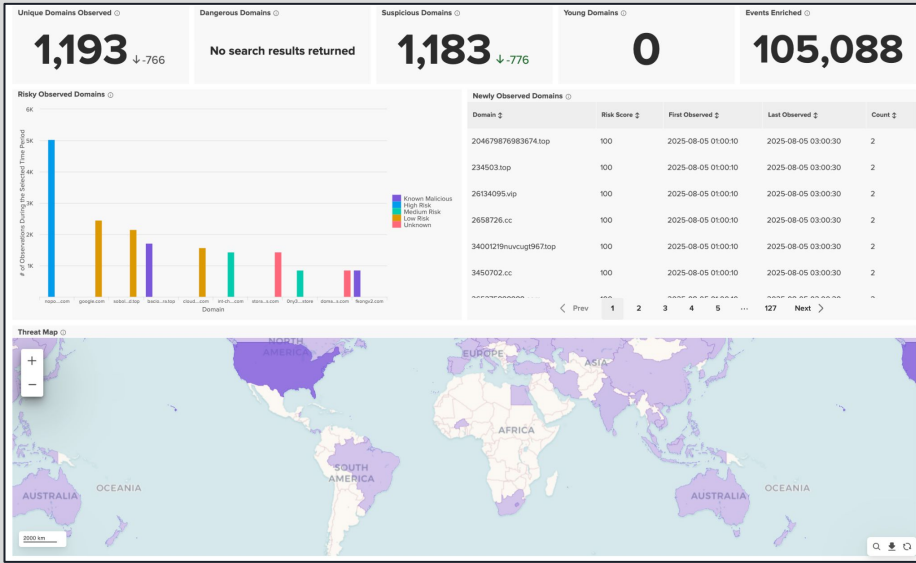 Unique Domains Observed
1,193 ↓-766
Dangerous Domains
No search results returned
Suspicious Domains
1,183 ↓-776
Young Domains
0
Events Enriched
105,088
Risky Observed Domains
# of Observations During the Selected Time Period
6K
5K
4K
3K
2K
1K
google.com
cloud....com
fkangv2.com
Domain
Known Malicious
High Risk
Medium Risk
Low Risk
Unknown
Newly Observed Domains
Domain Risk Score First Observed Last Observed Count
204679876983674.top 100 2025-08-05 01:00:10 2025-08-05 03:00:30 2
234503.top 100 2025-08-05 01:00:10 2025-08-05 03:00:30 2
26134095.vip 100 2025-08-05 01:00:10 2025-08-05 03:00:30 2
2658726.cc 100 2025-08-05 01:00:10 2025-08-05 03:00:30 2
34001219nuvcugt967.top 100 2025-08-05 01:00:10 2025-08-05 03:00:30 2
3450702.cc 100 2025-08-05 01:00:10 2025-08-05 03:00:30 2
< Prev 1 2 3 4 5 ... 127 Next >
Threat Map
+
−
NORTH AMERICA
EUROPE
ASIA
AFRICA
SOUTH
AMERICA
OCEANIA
AUSTRALIA
OCEANIA
AUSTRALIA
2000 km